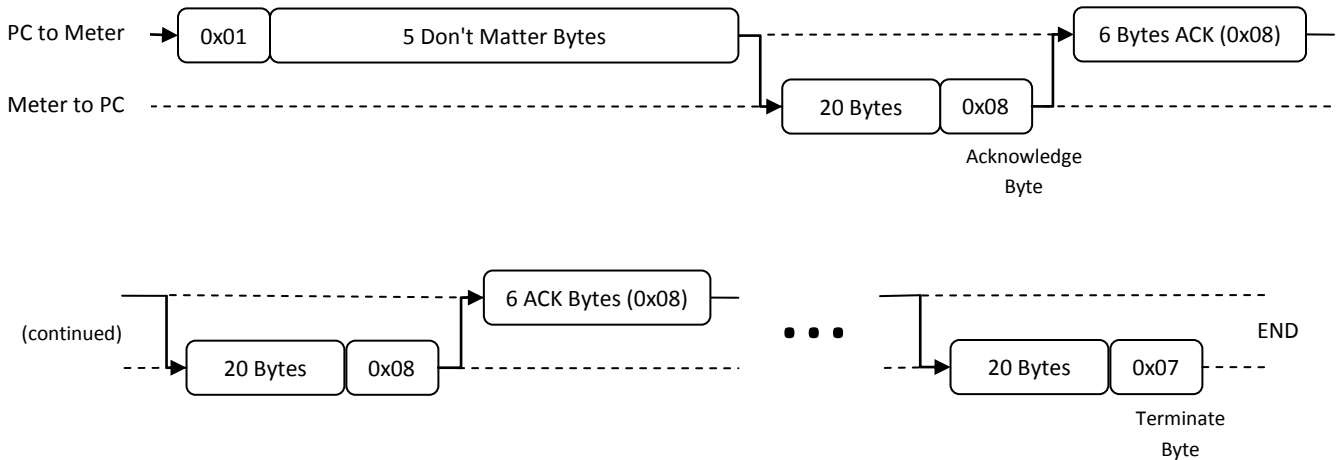 PC to Meter 0x01 5 Don't Matter Bytes 6 Bytes ACK (0x08)
Meter to PC 20 Bytes 0x08
Acknowledge
Byte
6 ACK Bytes (0x08)
(continued) END
20 Bytes 0x08 20 Bytes 0x07
Terminate
Byte